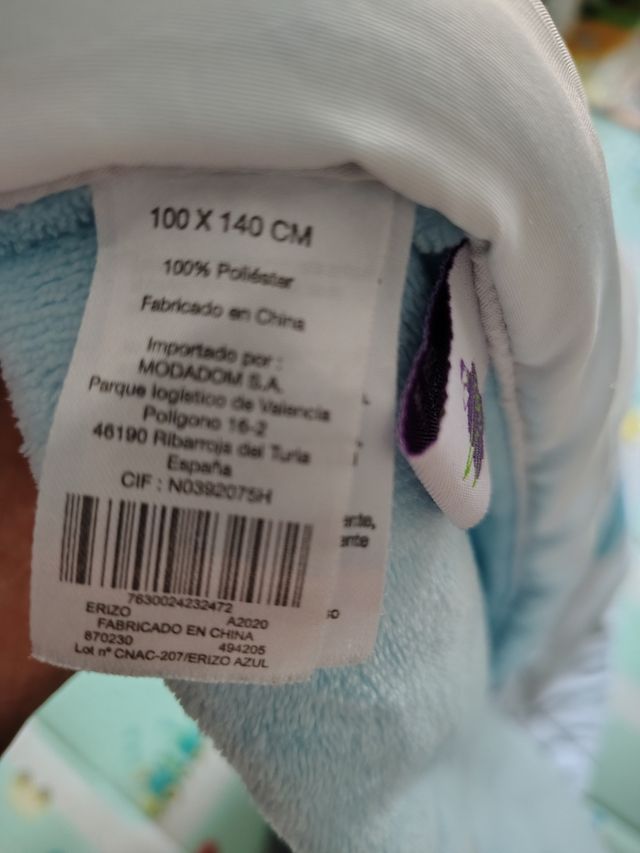 100 X 140 CM
100% Poliéster
Fabricado en China
Importado por :
MODADOM S.A.
Parque logístico de Valencia
Polígono 16-2
46190 Ribarroja del Turia
España
CIF : N0392075H
7630024232472
ERIZO A2020
FABRICADO EN CHINA
870230 494205
Lot nº CNAC-207/ERIZO AZUL